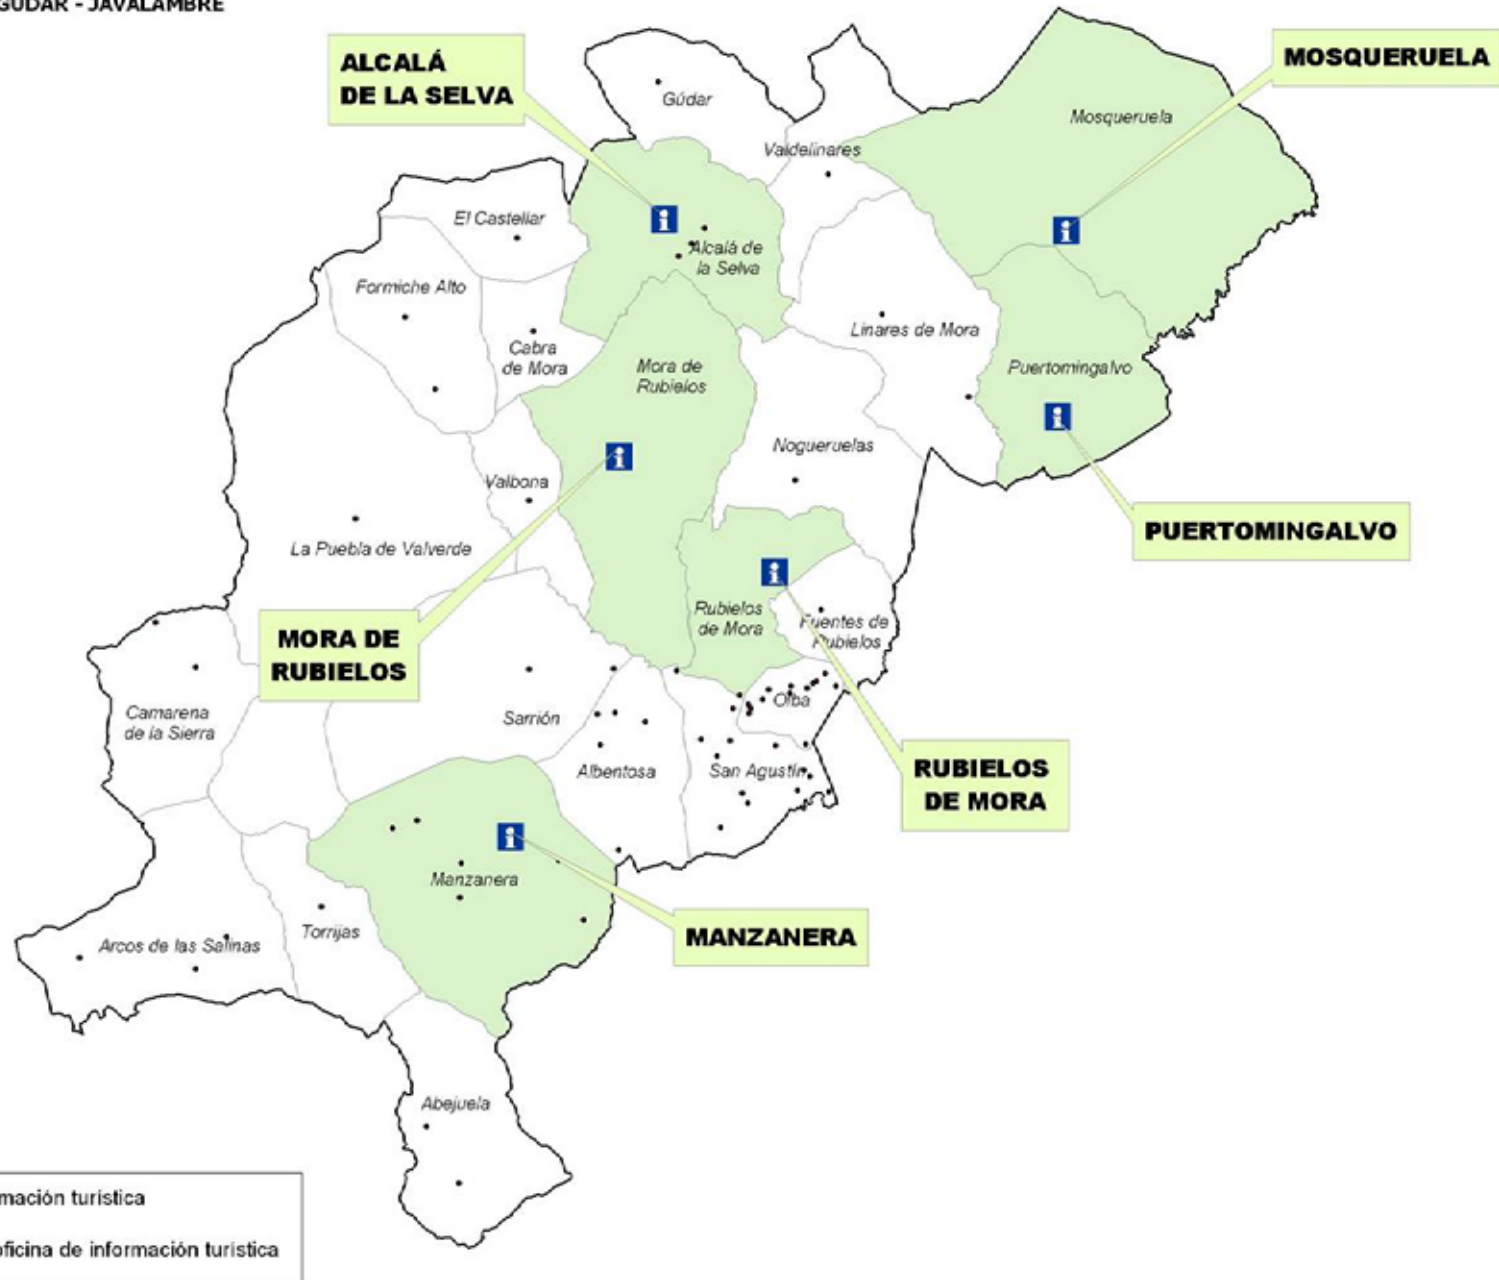 GÚDAR - JAVALAMBRE
ALCALÁ
DE LA SELVA
MOSQUERUELA
Gúdar
Mosqueruela
Valdelinares
El Castellar
Alcalá de
la Selva
Formiche Alto
Linares de Mora
Cabra
de Mora
Mora de
Rubielos
Puertomingalvo
Nogueruelas
Valbona
PUERTOMINGALVO
La Puebla de Valverde
Rubielos
de Mora
Fuentes de
Rubielos
MORA DE
RUBIELOS
Camarena
de la Sierra
Sarrión
Olba
Albentosa
San Agustín
RUBIELOS
DE MORA
Manzanera
MANZANERA
Torrijas
Arcos de las Salinas
Abejuela
mación turística
oficina de información turística